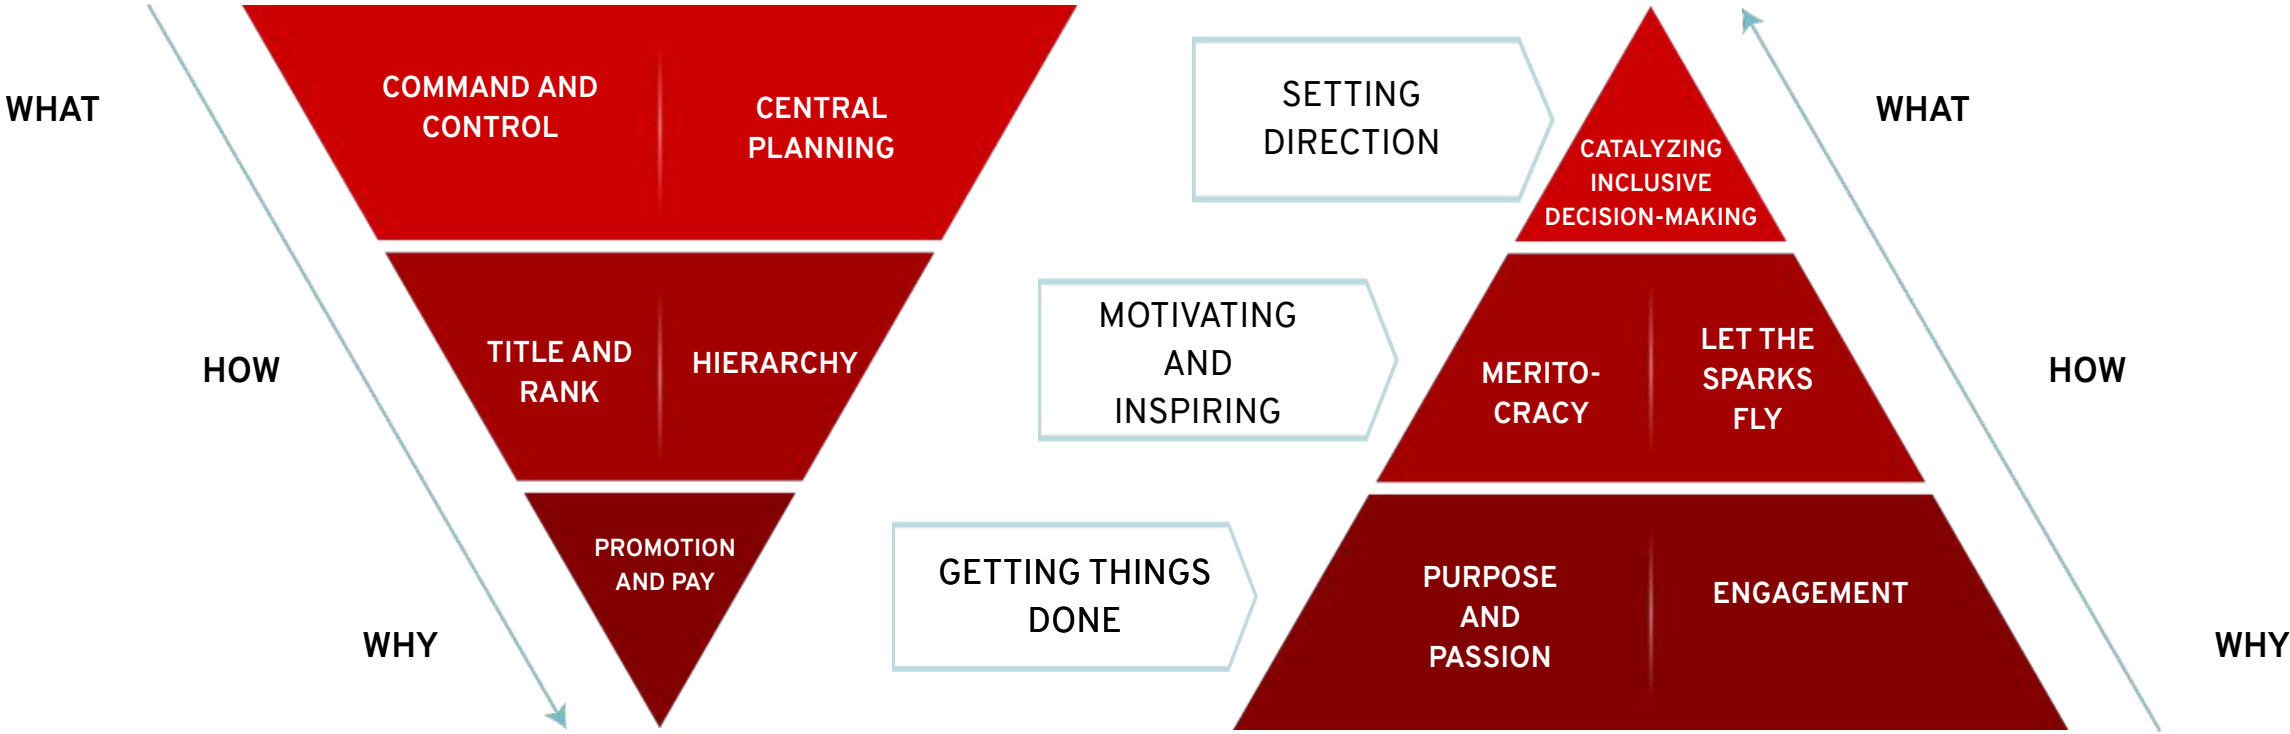 WHAT
COMMAND AND
CONTROL
CENTRAL
PLANNING
HOW
TITLE AND
RANK
HIERARCHY
WHY
PROMOTION
AND PAY
SETTING
DIRECTION
MOTIVATING
AND
INSPIRING
GETTING THINGS
DONE
CATALYZING
INCLUSIVE
DECISION-MAKING
WHAT
MERITO-
CRACY
LET THE
SPARKS
FLY
HOW
PURPOSE
AND
PASSION
ENGAGEMENT
WHY